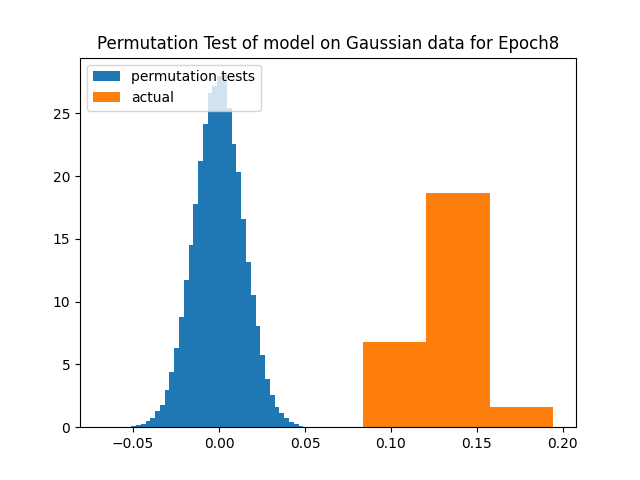 Permutation Test of model on Gaussian data for Epoch8
permutation tests
actual
25
20
15
10
5
0
−0.05 0.00 0.05 0.10 0.15 0.20